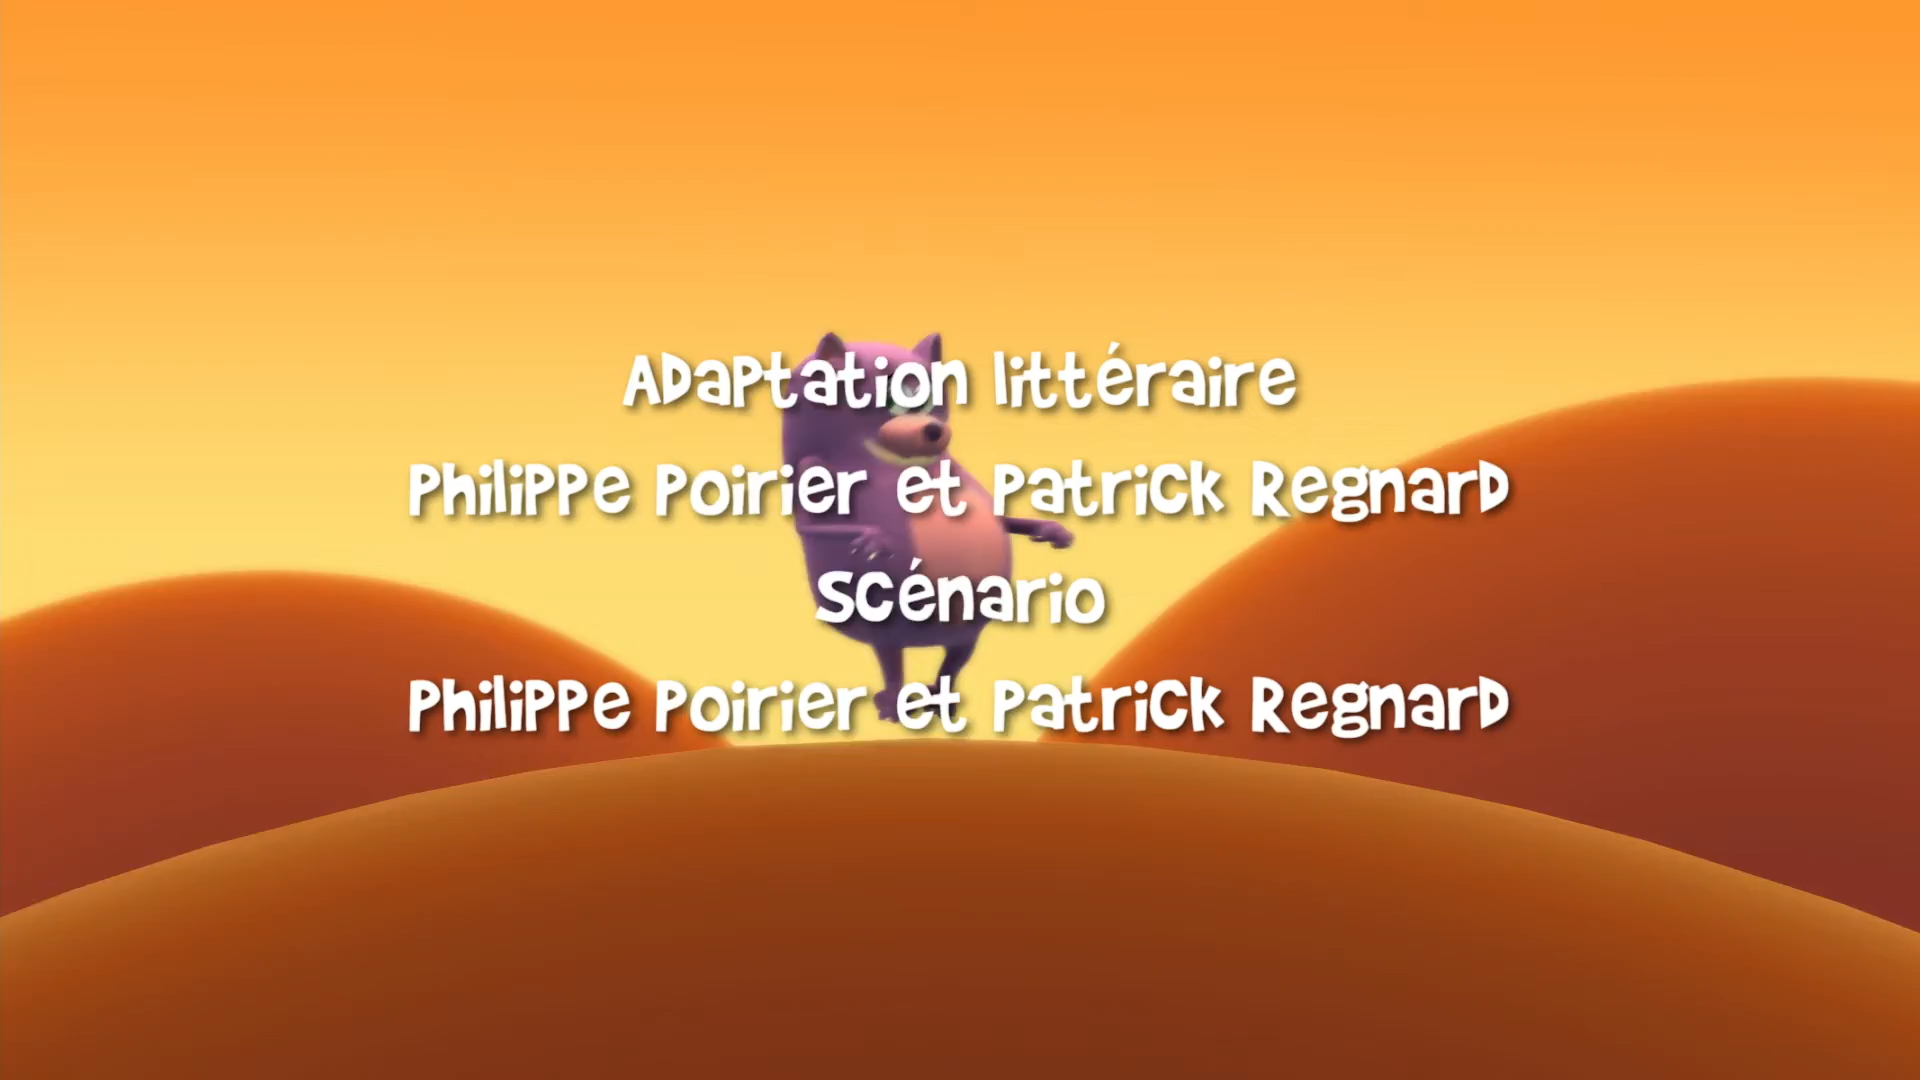 Adaptation littéraire
Philippe Poirier et Patrick Regnard
Scénario
Philippe Poirier et Patrick Regnard